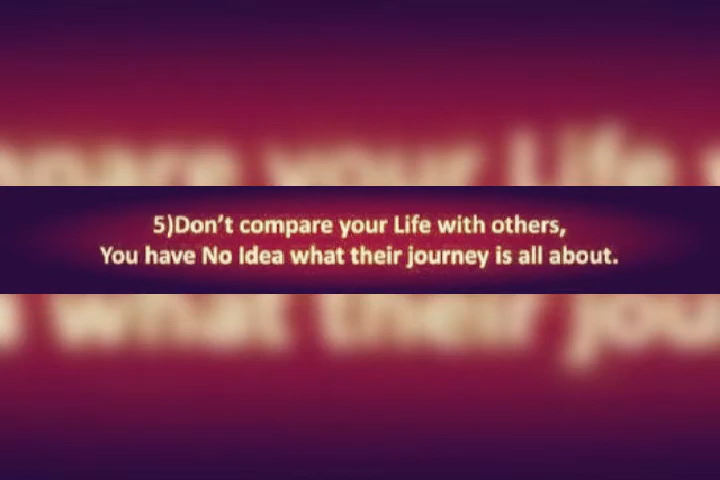 5)Don't compare your Life with others,
You have No Idea what their journey is all about.